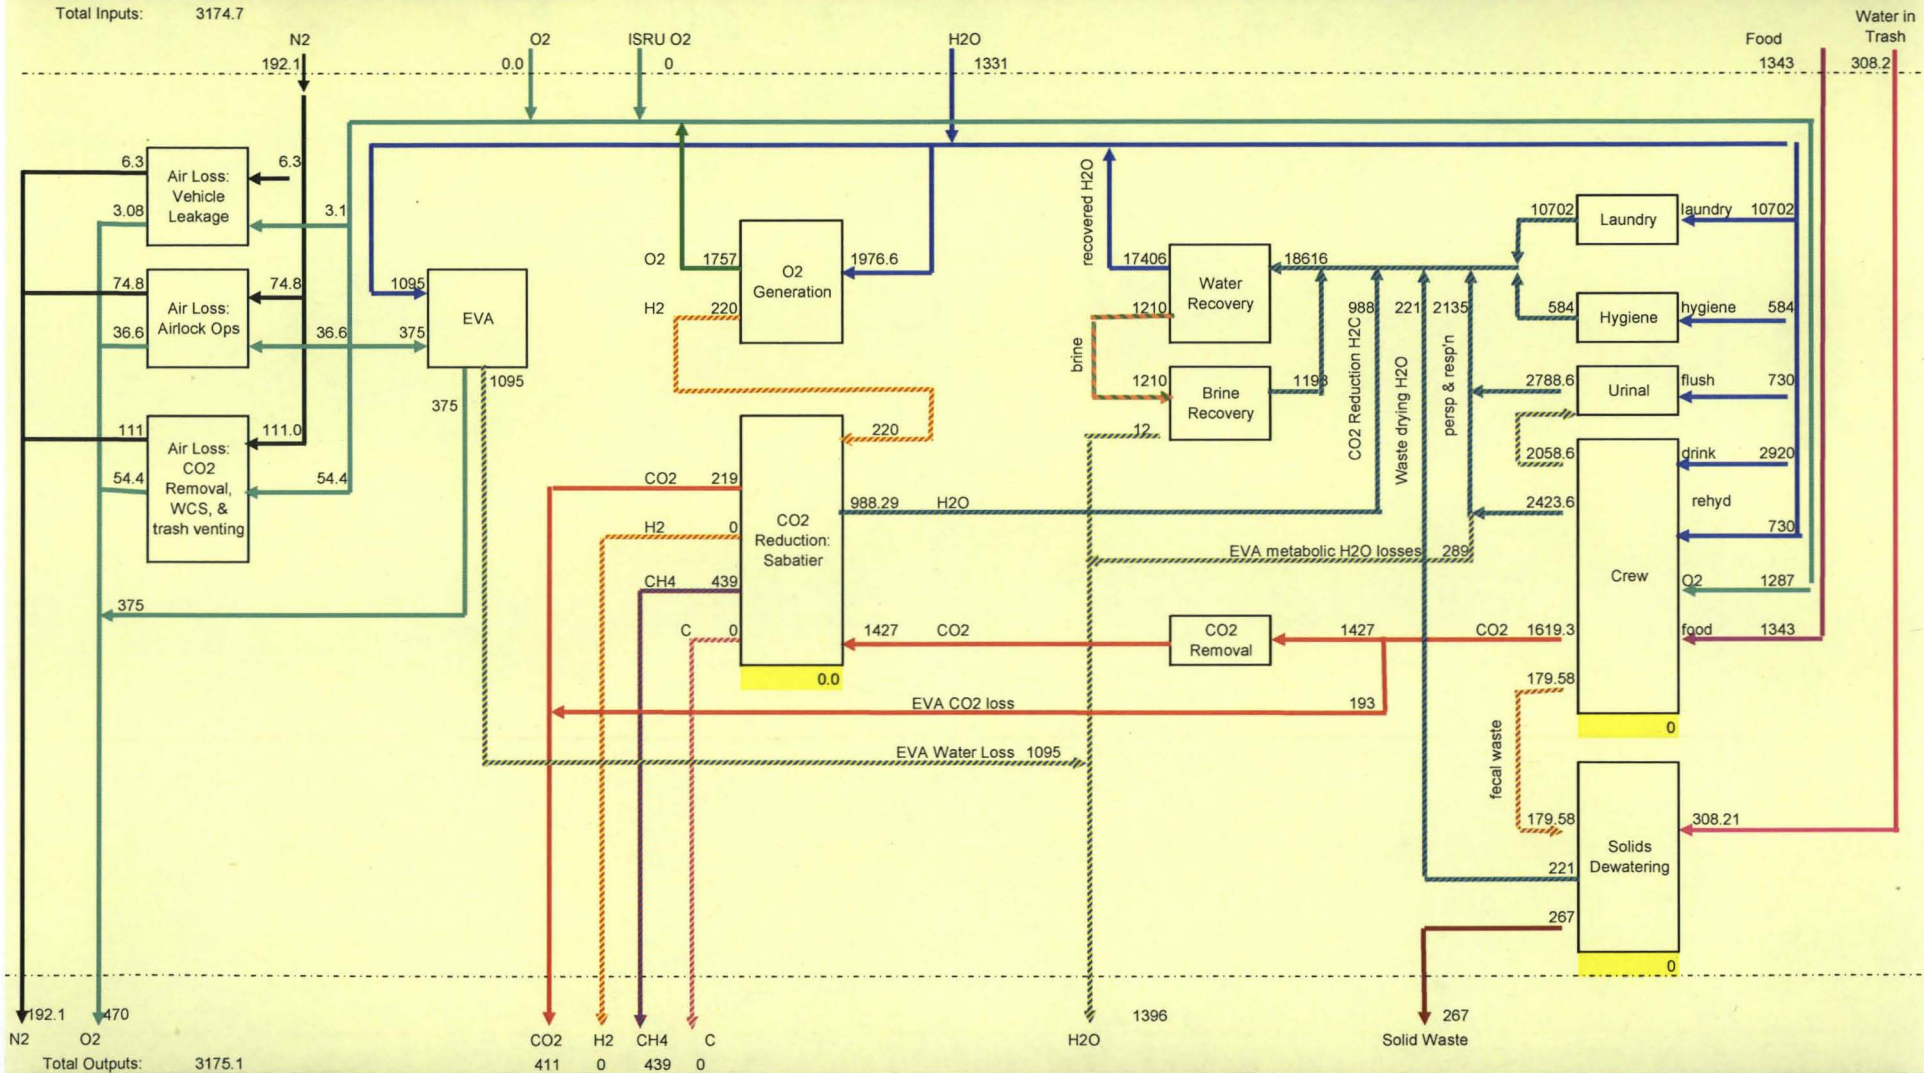 Total Inputs: 3174.7
Water in
Trash
N2
O2
ISRU O2
H2O
Food
192.1
0.0
0
1331
1343
308.2
6.3
6.3
Air Loss:
Vehicle
Leakage
3.08
3.1
74.8
74.8
Air Loss:
Airlock Ops
36.6
36.6
375
111
111.0
Air Loss:
CO2
Removal,
WCS, &
trash venting
54.4
54.4
1095
EVA
1095
375
375
O2
1757
O2
Generation
1976.6
H2
220
220
CO2
219
CO2
Reduction:
Sabatier
988.29
H2O
H2
0
CH4
439
C
0
0.0
1427
CO2
recovered H2O
17406
Water
Recovery
18616
1210
brine
1210
Brine
Recovery
1193
12
CO2 Reduction H2C
988
Waste drying H2O
221
persp & resp'n
2135
10702
Laundry
laundry
10702
584
Hygiene
hygiene
584
2788.6
Urinal
flush
730
2058.6
drink
2920
2423.6
rehyd
730
Crew
O2
1287
food
1343
EVA metabolic H2O losses
289
CO2
Removal
1427
CO2
1619.3
179.58
0
EVA CO2 loss
193
EVA Water Loss 1095
fecal waste
179.58
308.21
Solids
Dewatering
221
267
0
192.1
470
1396
267
N2
O2
CO2
H2
CH4
C
H2O
Solid Waste
Total Outputs: 3175.1
411
0
439
0